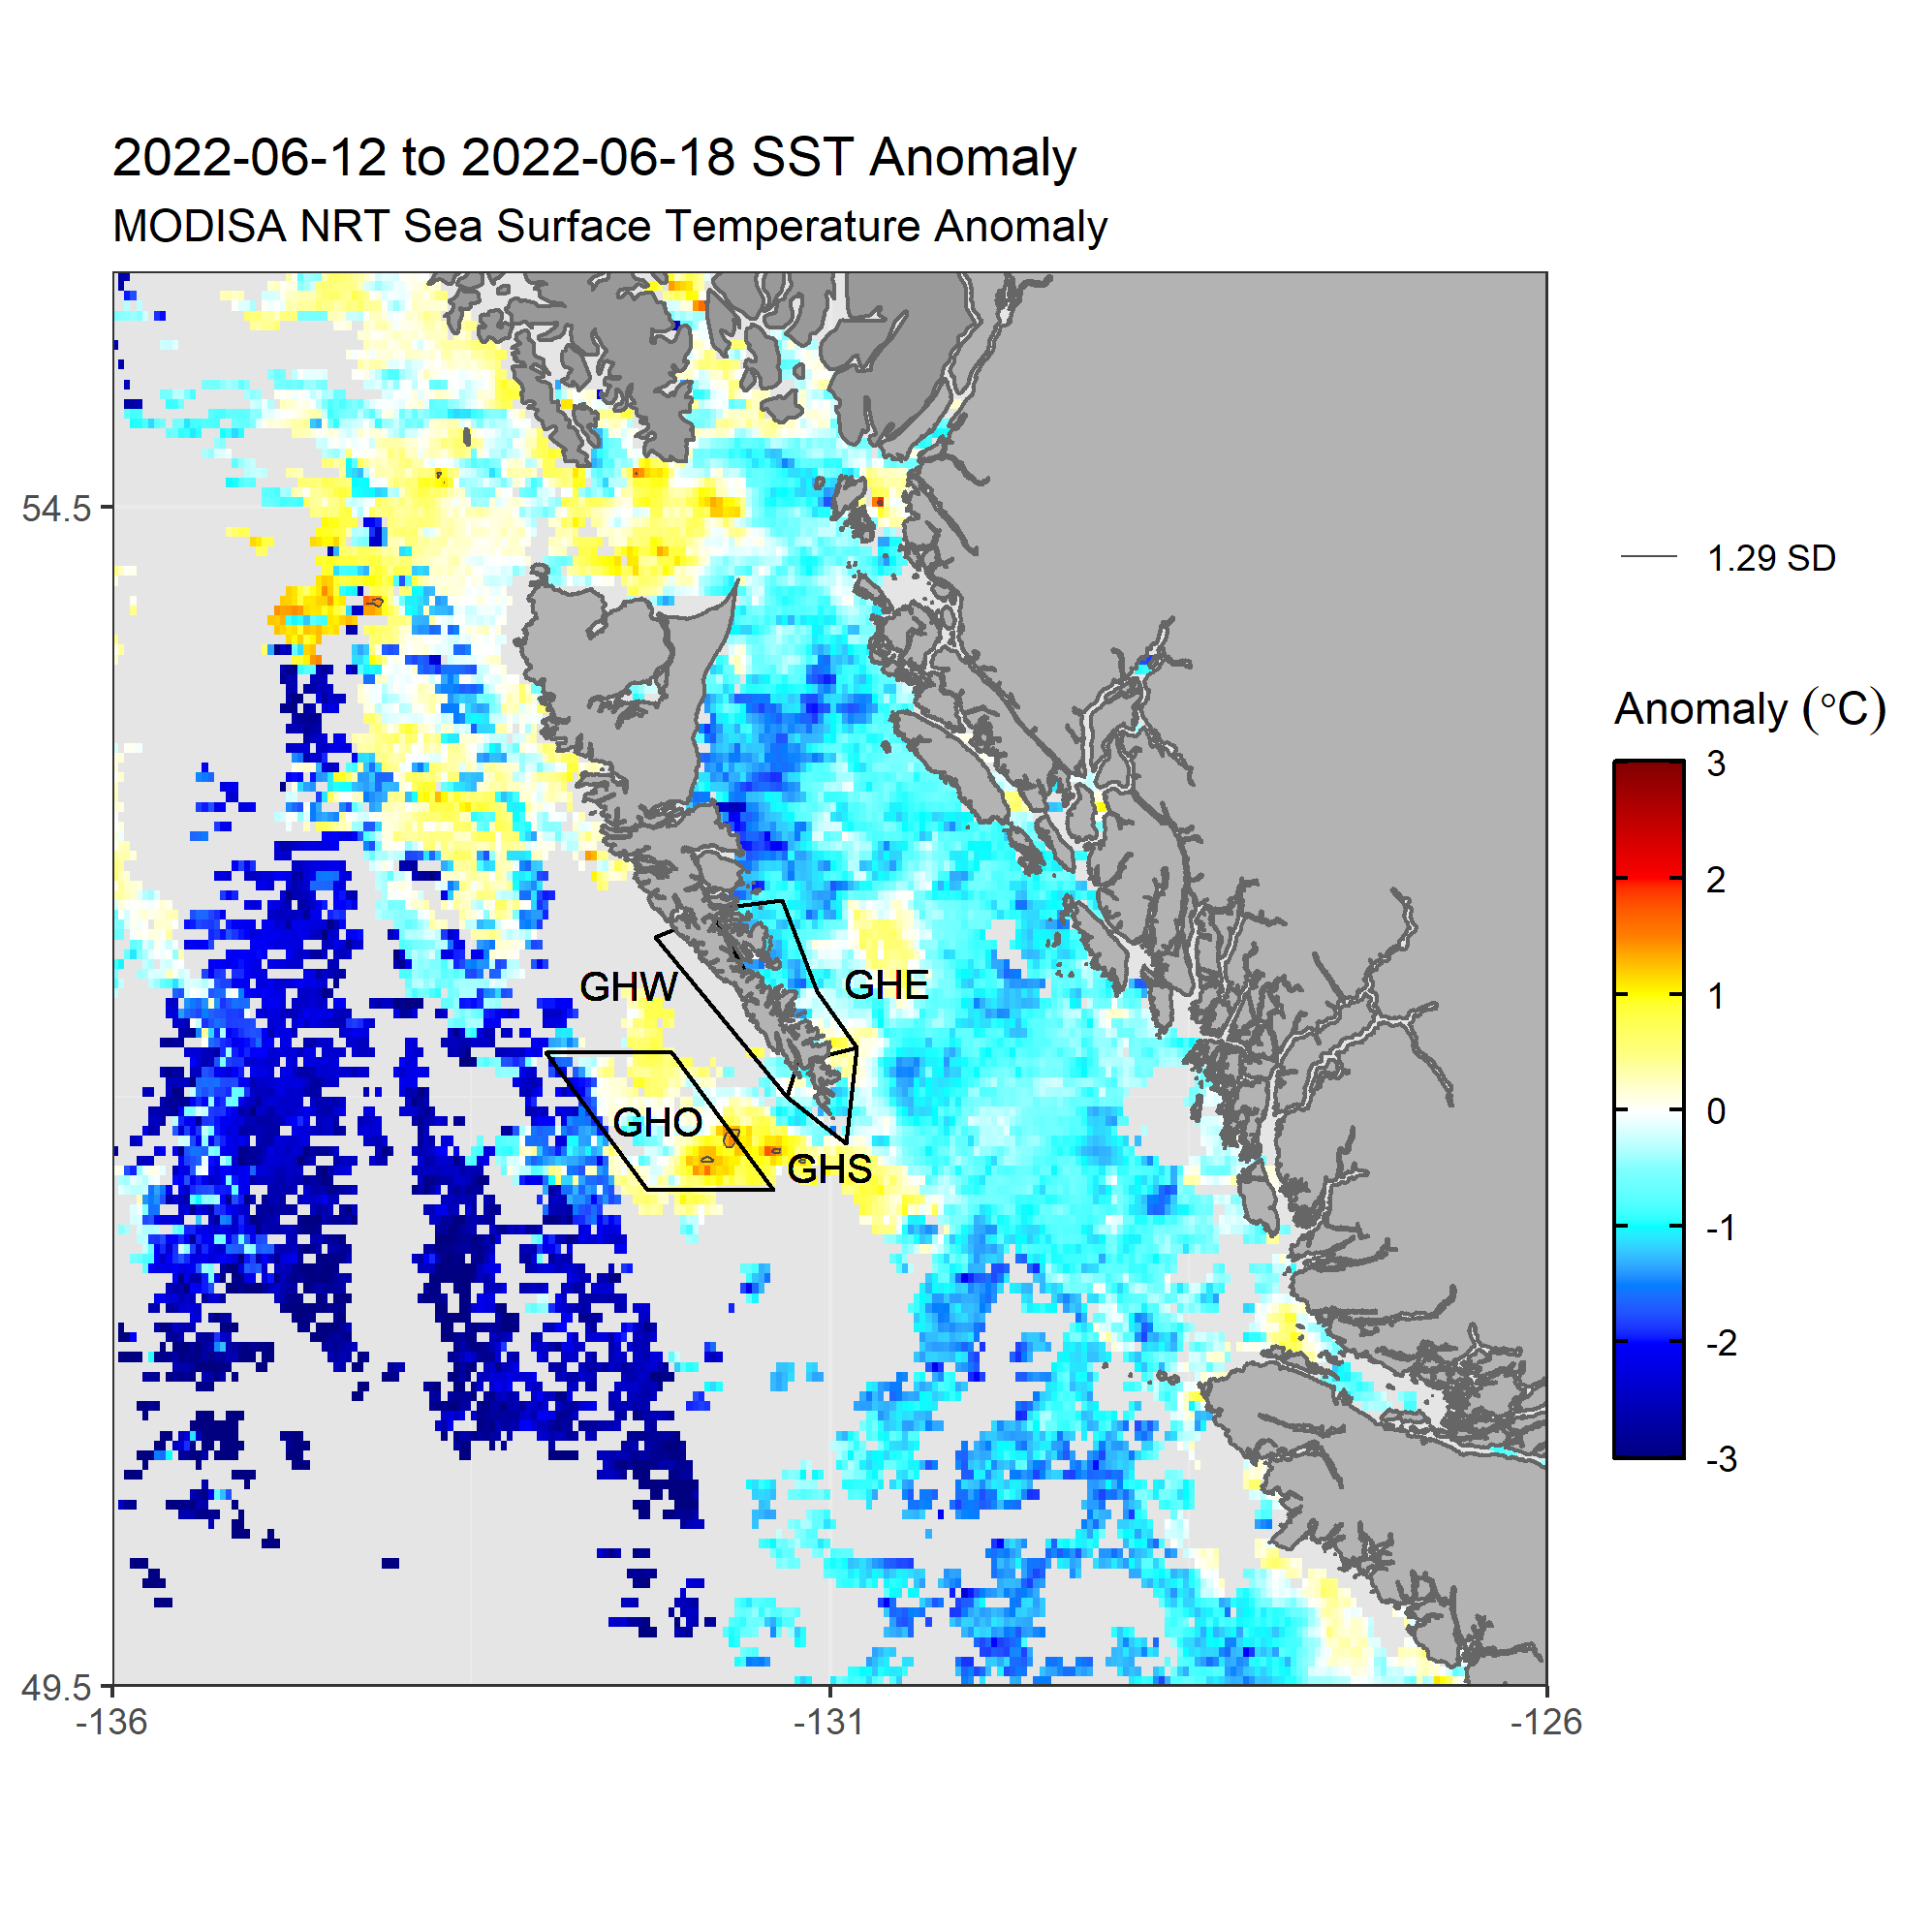 2022-06-12 to 2022-06-18 SST Anomaly
MODISA NRT Sea Surface Temperature Anomaly
54.5
49.5
-136
-131
-126
GHW
GHE
GHO
GHS
1.29 SD
Anomaly (°C)
3
2
1
0
-1
-2
-3